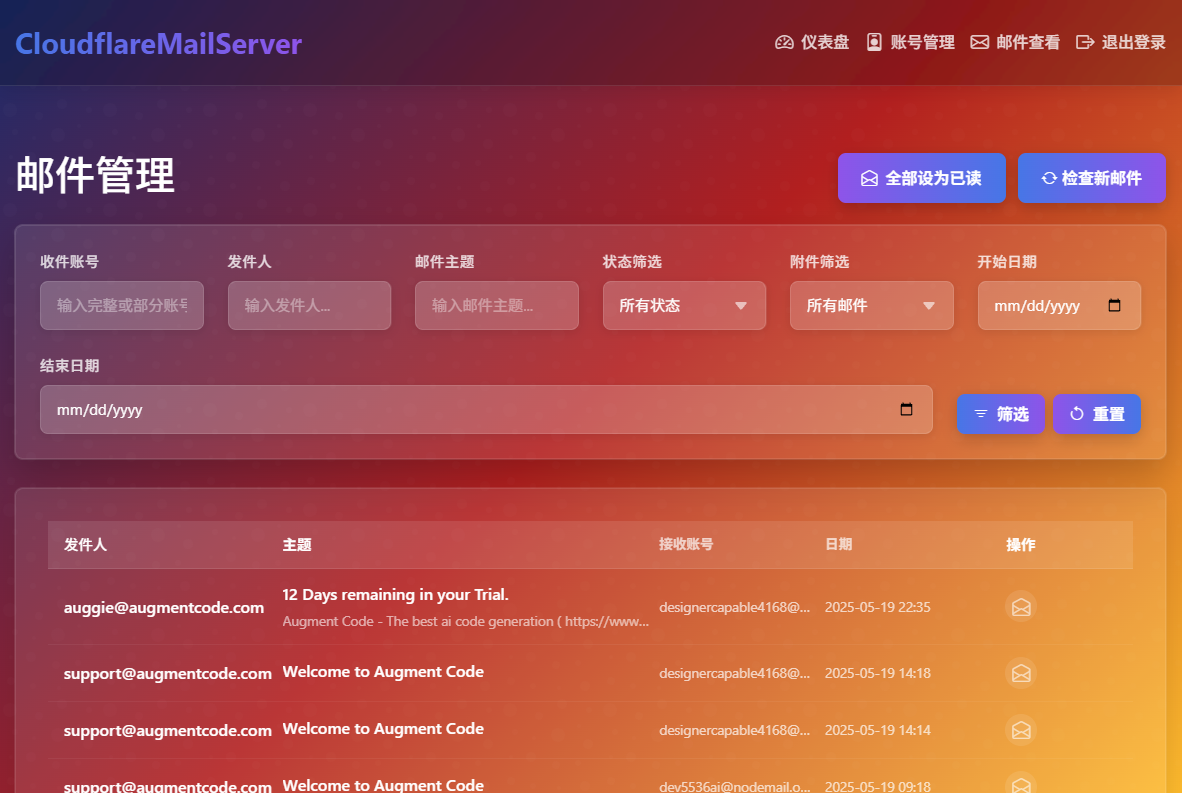 CloudflareMailServer
仪表盘 账号管理 邮件查看 退出登录
邮件管理
全部设为已读 检查新邮件
收件账号 发件人 邮件主题 状态筛选 附件筛选 开始日期
输入完整或部分账号 输入发件人... 输入邮件主题... 所有状态 所有邮件 mm/dd/yyyy
结束日期
mm/dd/yyyy 筛选 重置
发件人 主题 接收账号 日期 操作
auggie@augmentcode.com 12 Days remaining in your Trial. designercapable4168@... 2025-05-19 22:35
Augment Code - The best ai code generation ( https://www...
support@augmentcode.com Welcome to Augment Code designercapable4168@... 2025-05-19 14:18
support@augmentcode.com Welcome to Augment Code designercapable4168@... 2025-05-19 14:14
support@augmentcode.com Welcome to Augment Code dev5536ai@nodemail.o... 2025-05-19 09:18